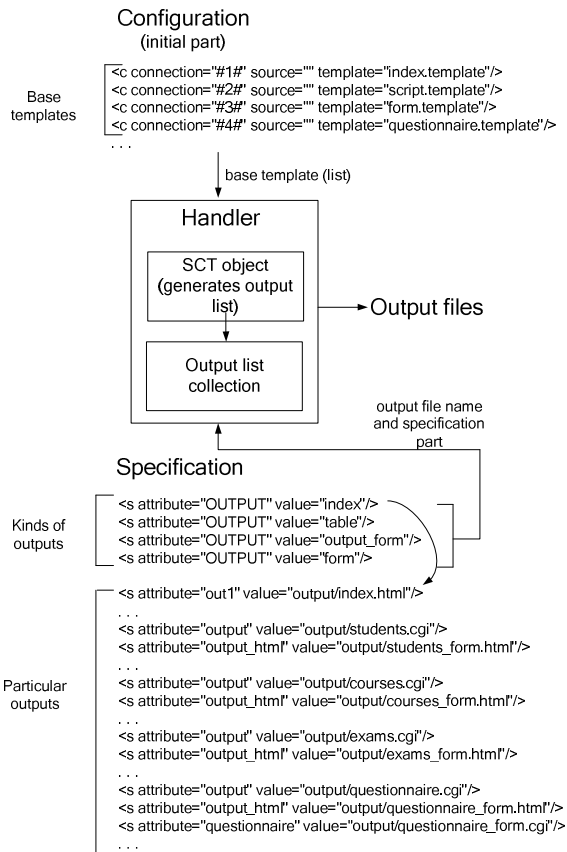 Configuration
(initial part)
Base
templates
<c connection="#1#" source="" template="index.template"/>
<c connection="#2#" source="" template="script.template"/>
<c connection="#3#" source="" template="form.template"/>
<c connection="#4#" source="" template="questionnaire.template"/>
. . .
base template (list)
Handler
SCT object
(generates output
list)
Output list
collection
Output files
output file name
and specification
part
Specification
Kinds of
outputs
<s attribute="OUTPUT" value="index"/>
<s attribute="OUTPUT" value="table"/>
<s attribute="OUTPUT" value="output_form"/>
<s attribute="OUTPUT" value="form"/>
Particular
outputs
<s attribute="out1" value="output/index.html"/>
. . .
<s attribute="output" value="output/students.cgi"/>
<s attribute="output_html" value="output/students_form.html"/>
. . .
<s attribute="output" value="output/courses.cgi"/>
<s attribute="output_html" value="output/courses_form.html"/>
. . .
<s attribute="output" value="output/exams.cgi"/>
<s attribute="output_html" value="output/exams_form.html"/>
. . .
<s attribute="output" value="output/questionnaire.cgi"/>
<s attribute="output_html" value="output/questionnaire_form.html"/>
<s attribute="questionnaire" value="output/questionnaire_form.cgi"/>
. . .